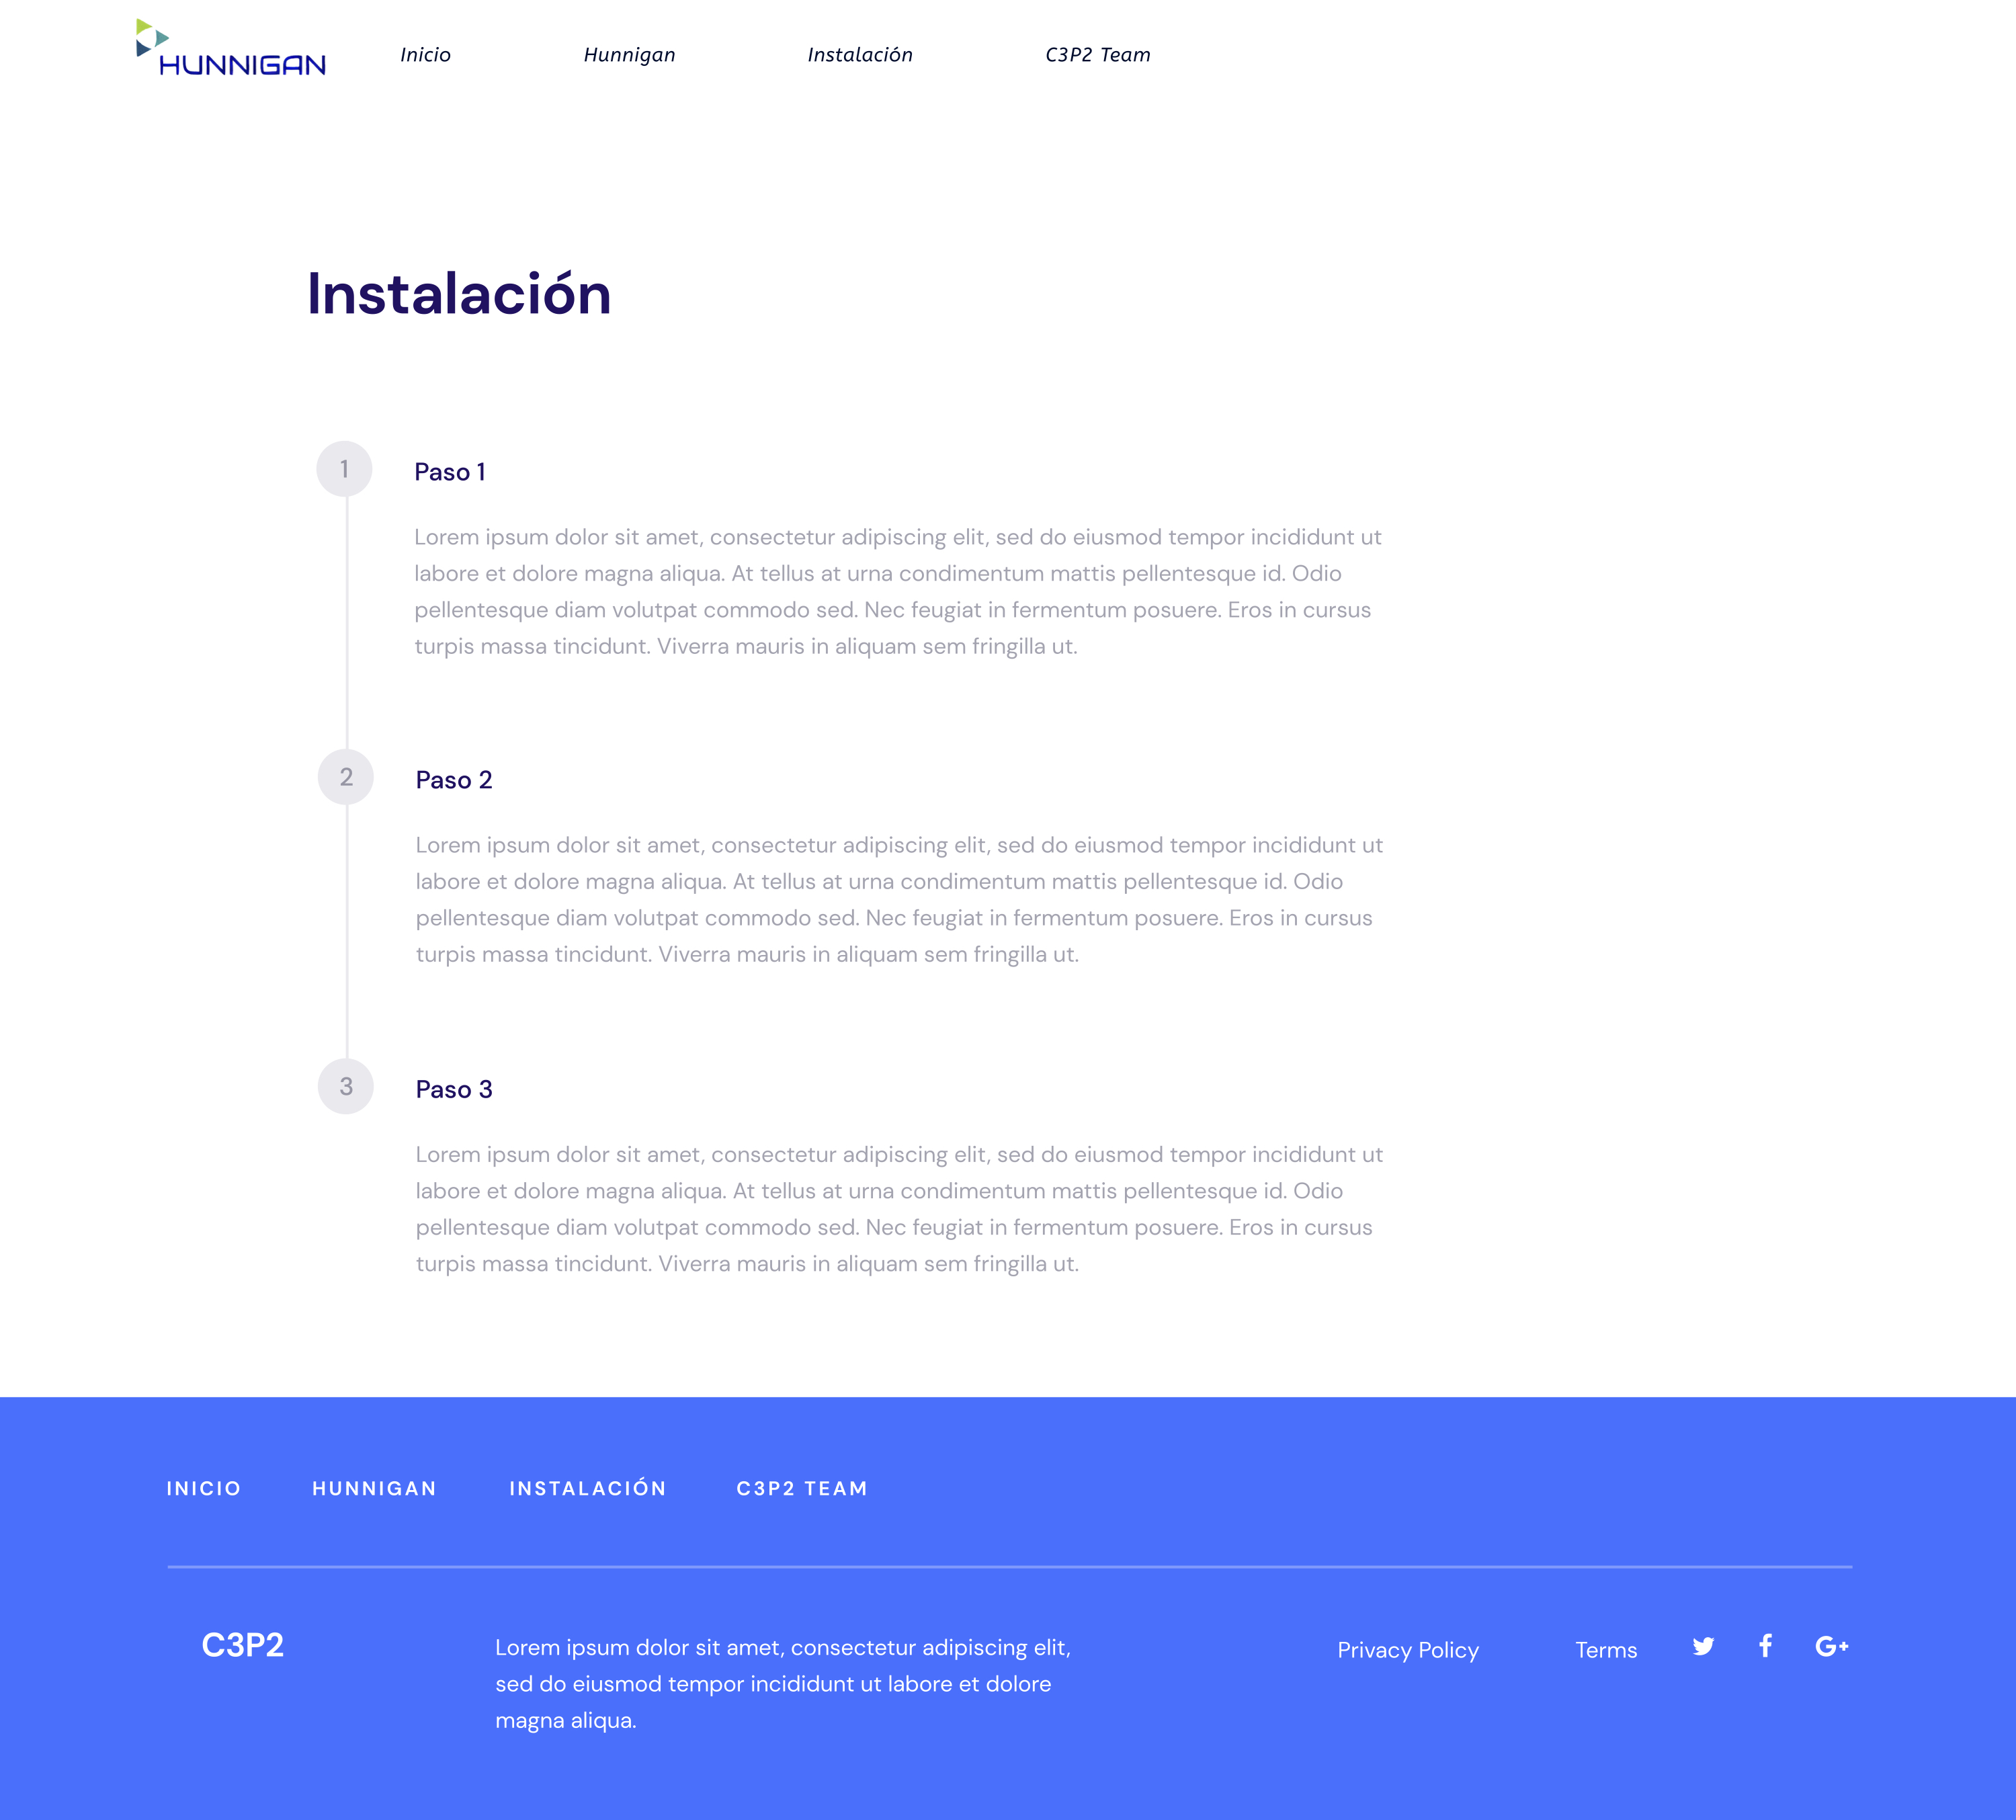 HUNNIGAN
Inicio Hunnigan Instalación C3P2 Team
Instalación
1 Paso 1
Lorem ipsum dolor sit amet, consectetur adipiscing elit, sed do eiusmod tempor incididunt ut
labore et dolore magna aliqua. At tellus at urna condimentum mattis pellentesque id. Odio
pellentesque diam volutpat commodo sed. Nec feugiat in fermentum posuere. Eros in cursus
turpis massa tincidunt. Viverra mauris in aliquam sem fringilla ut.
2 Paso 2
Lorem ipsum dolor sit amet, consectetur adipiscing elit, sed do eiusmod tempor incididunt ut
labore et dolore magna aliqua. At tellus at urna condimentum mattis pellentesque id. Odio
pellentesque diam volutpat commodo sed. Nec feugiat in fermentum posuere. Eros in cursus
turpis massa tincidunt. Viverra mauris in aliquam sem fringilla ut.
3 Paso 3
Lorem ipsum dolor sit amet, consectetur adipiscing elit, sed do eiusmod tempor incididunt ut
labore et dolore magna aliqua. At tellus at urna condimentum mattis pellentesque id. Odio
pellentesque diam volutpat commodo sed. Nec feugiat in fermentum posuere. Eros in cursus
turpis massa tincidunt. Viverra mauris in aliquam sem fringilla ut.
INICIO HUNNIGAN INSTALACIÓN C3P2 TEAM
C3P2
Lorem ipsum dolor sit amet, consectetur adipiscing elit,
sed do eiusmod tempor incididunt ut labore et dolore
magna aliqua.
Privacy Policy Terms f G+